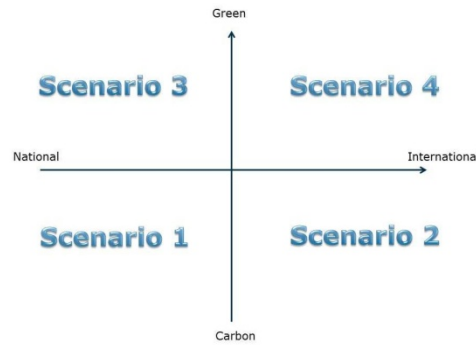 Green
Scenario 3
Scenario 4
National
Internationa
Scenario 1
Scenario 2
Carbon